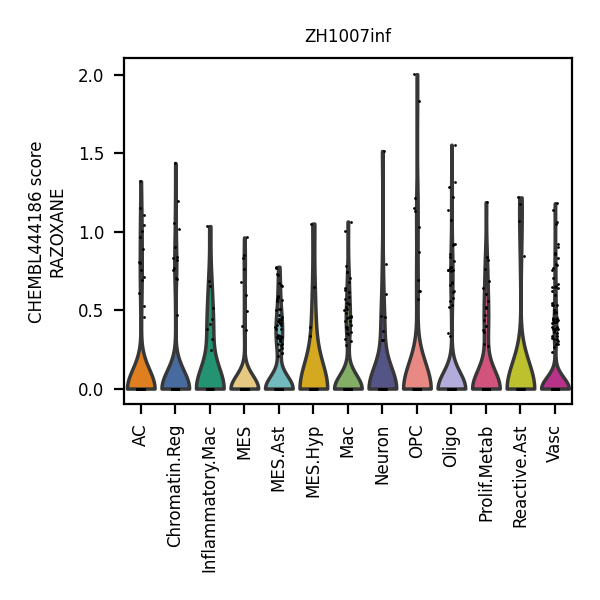 ZH1007inf
CHEMBL444186 score
RAZOXANE
2.0
1.5
1.0
0.5
0.0
AC
Chromatin.Reg
Inflammatory.Mac
MES
MES.Ast
MES.Hyp
Mac
Neuron
OPC
Oligo
Prolif.Metab
Reactive.Ast
Vasc